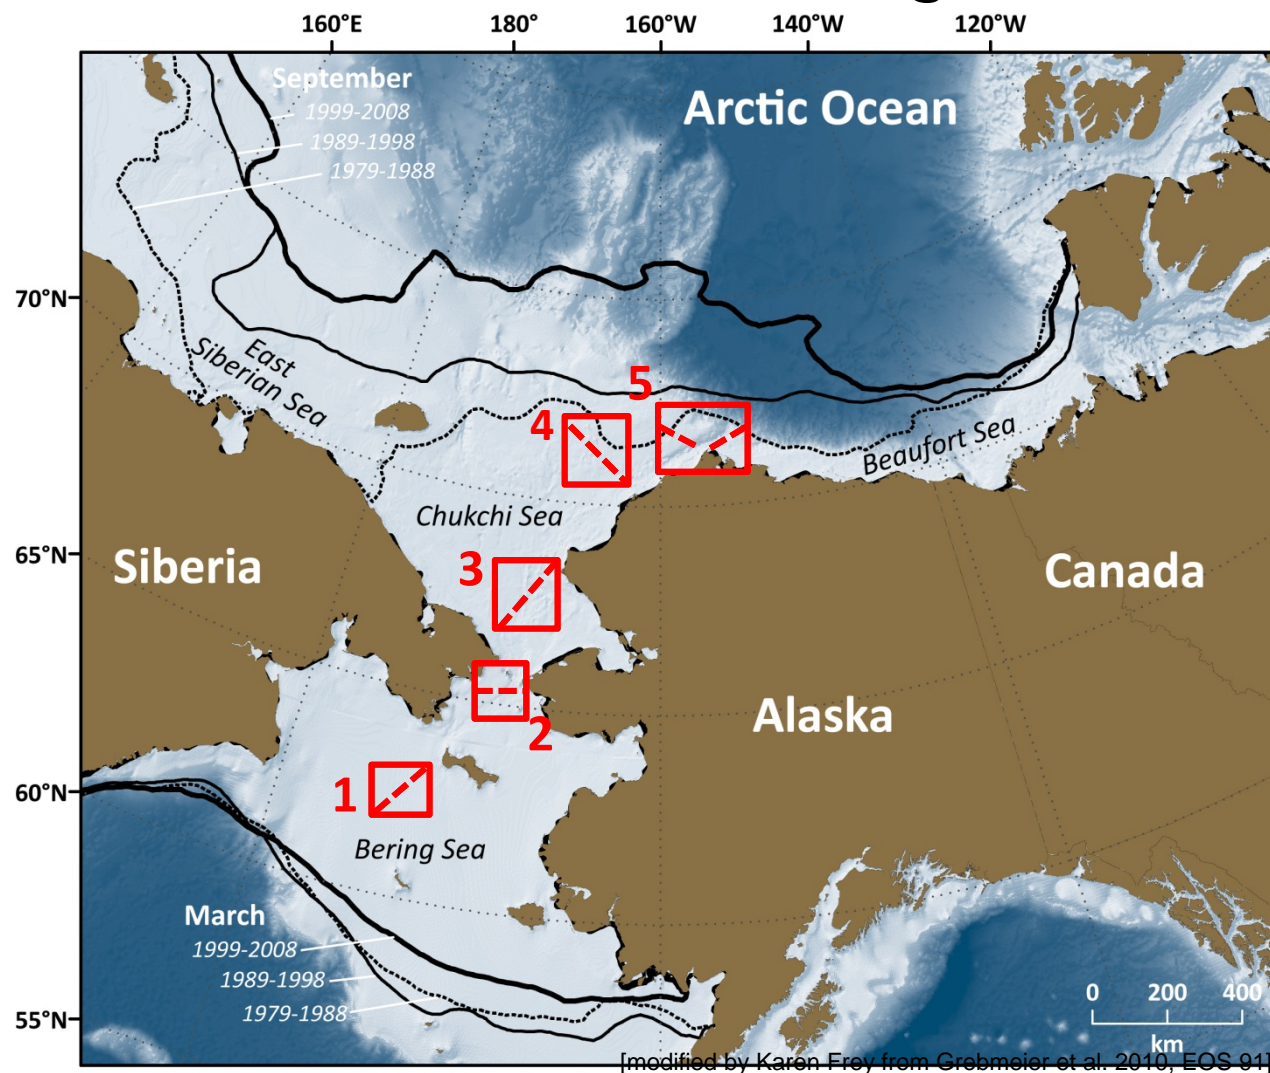 160°E 180° 160°W 140°W 120°W
September
1999-2008
1989-1998
1979-1988
Arctic Ocean
70°N
East
Siberian Sea
5
4
Beaufort Sea
Chukchi Sea
65°N
Siberia
3
Canada
Alaska
2
60°N
1
Bering Sea
March
1999-2008
1989-1998
1979-1988
0 200 400
km
55°N
[modified by Karen Frey from Grebmeier et al. 2010, EOS 91]